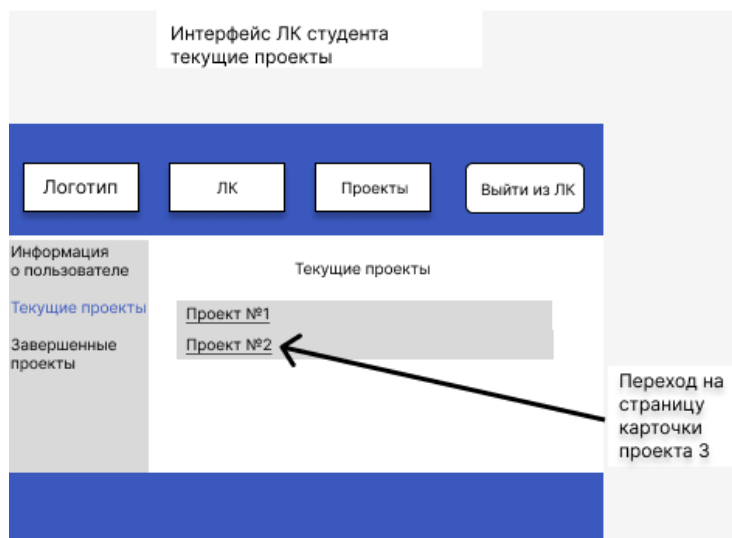 Интерфейс ЛК студента
текущие проекты
Логотип
ЛК
Проекты
Выйти из ЛК
Информация
о пользователе
Текущие проекты
Завершенные
проекты
Текущие проекты
Проект №1
Проект №2
Переход на
страницу
карточки
проекта 3